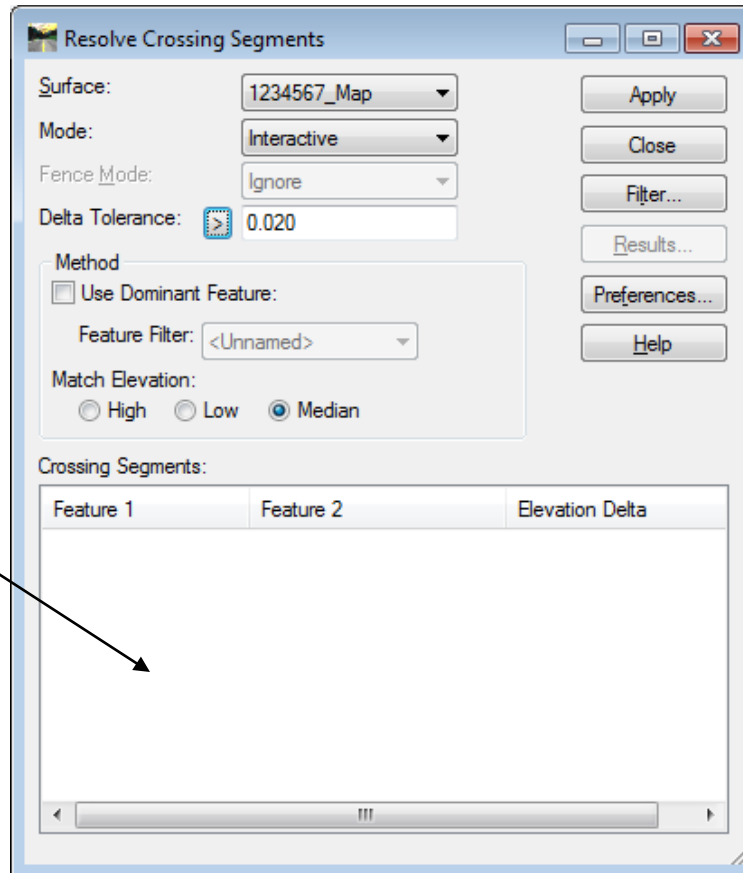 Resolve Crossing Segments
Surface: 1234567_Map Apply
Mode: Interactive Close
Fence Mode: Ignore Filter...
Delta Tolerance: > 0.020 Results...
Method
Use Dominant Feature: Preferences...
Feature Filter: <Unnamed> Help
Match Elevation:
High Low Median
Crossing Segments:
Feature 1 Feature 2 Elevation Delta